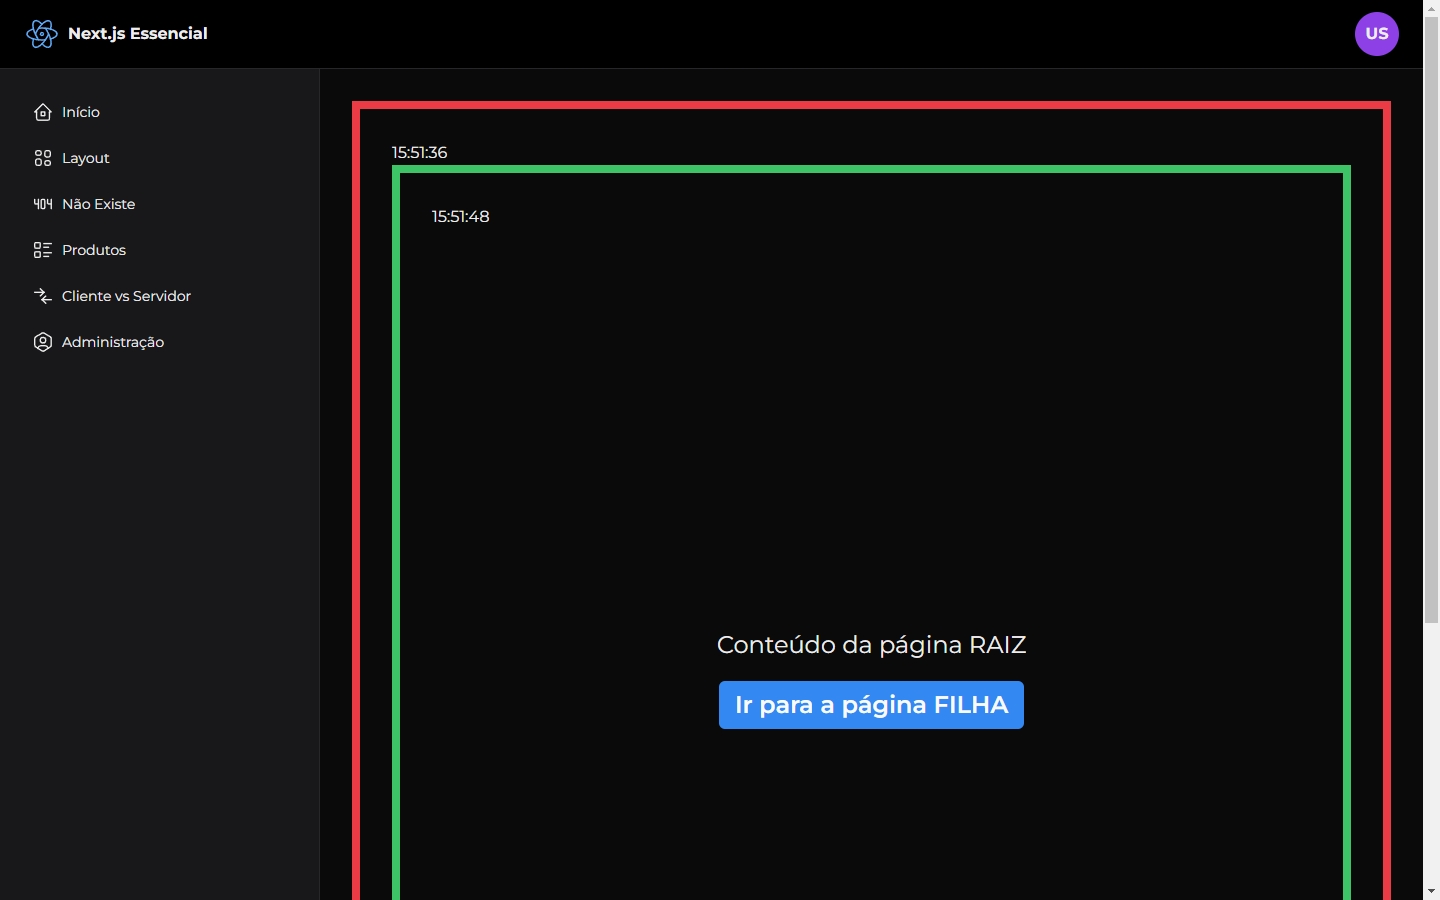 Next.js Essencial
US
Início
Layout
404 Não Existe
Produtos
Cliente vs Servidor
Administração
15:51:36
15:51:48
Conteúdo da página RAIZ
Ir para a página FILHA